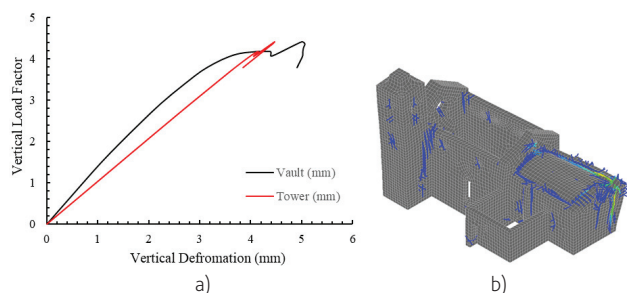 5
4
3
2
1
0
Vertical Load Factor
Vault (mm)
Tower (mm)
0 1 2 3 4 5 6
Vertical Defromation (mm)
a)
b)